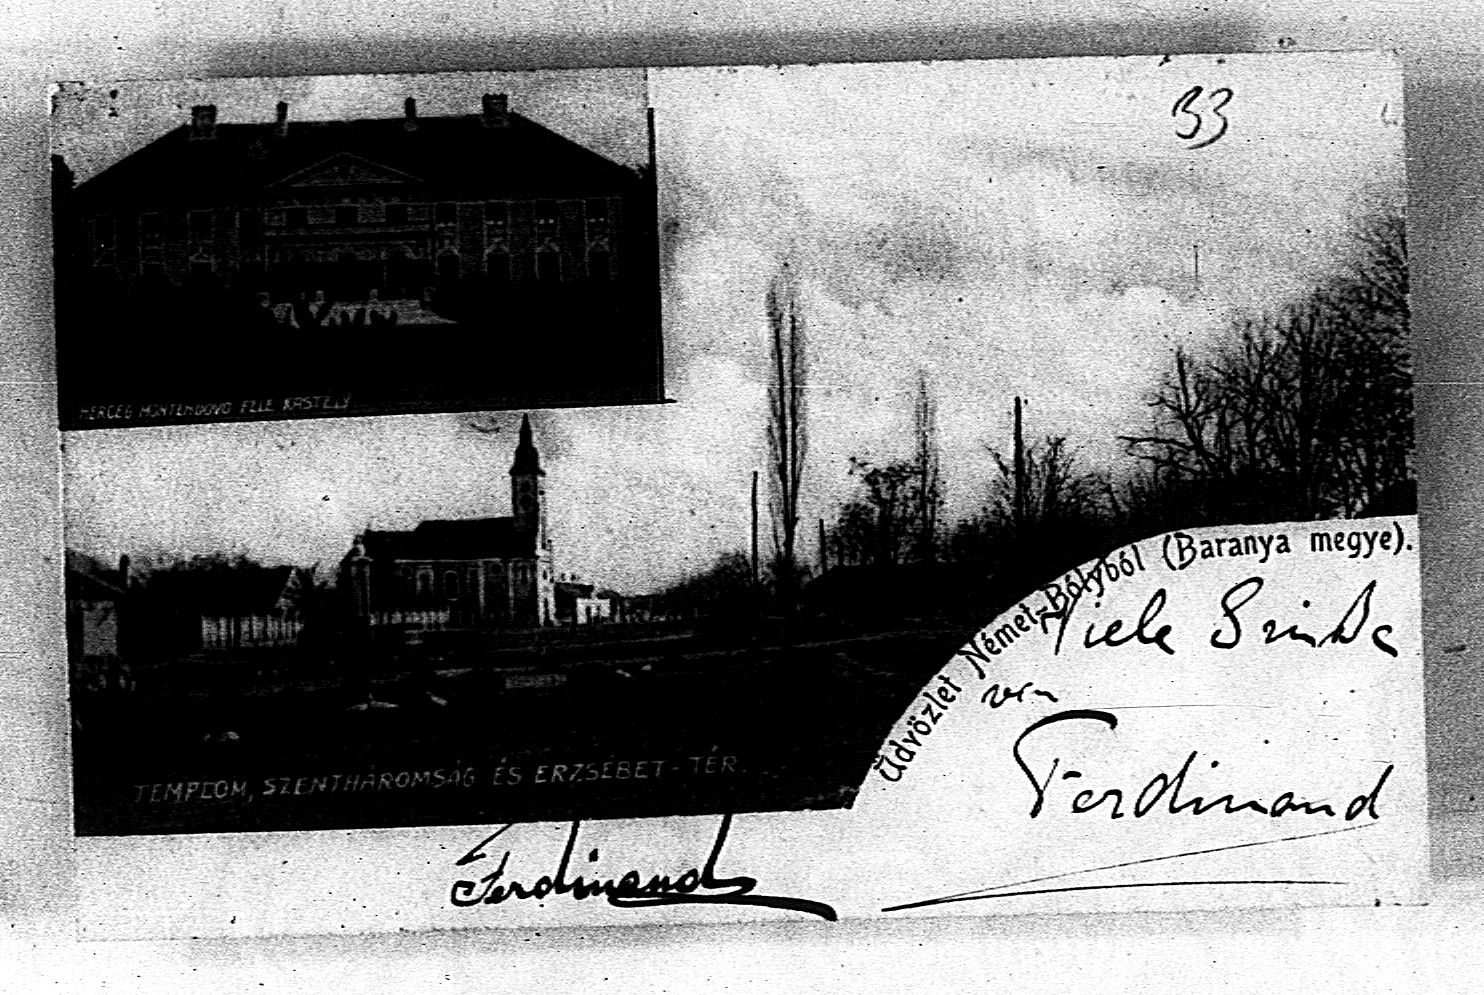 33
HERCEG MONTENUOVO FÉLE KASTÉLY
Üdvözlet Német-Bólyból (Baranya megye).
Viele Grüße
von
Ferdinand
TEMPLOM, SZENTHÁROMSÁG ÉS ERZSÉBET-TÉR.
Ferdinand